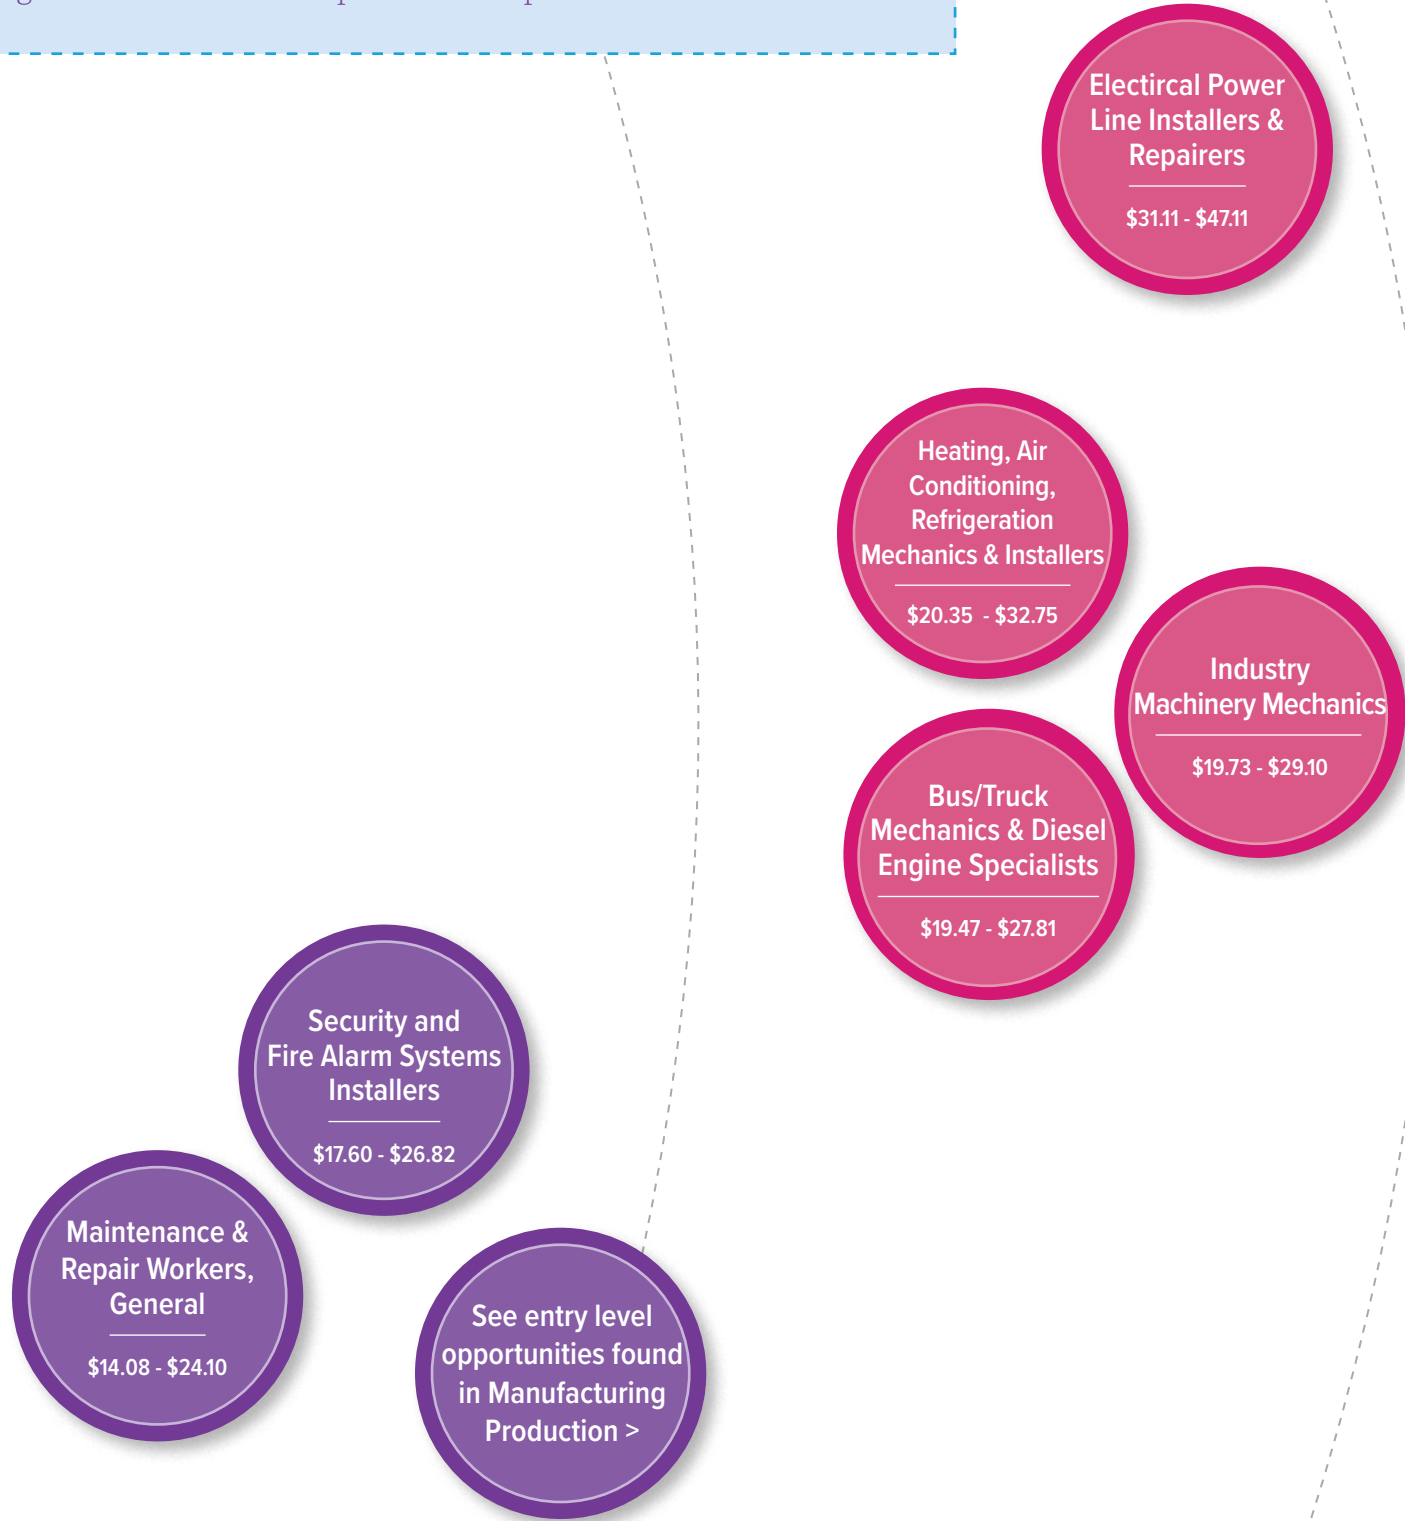 Electircal Power
Line Installers &
Repairers
$31.11 - $47.11
Heating, Air
Conditioning,
Refrigeration
Mechanics & Installers
$20.35 - $32.75
Industry
Machinery Mechanics
$19.73 - $29.10
Bus/Truck
Mechanics & Diesel
Engine Specialists
$19.47 - $27.81
Security and
Fire Alarm Systems
Installers
$17.60 - $26.82
Maintenance &
Repair Workers,
General
$14.08 - $24.10
See entry level
opportunities found
in Manufacturing
Production >